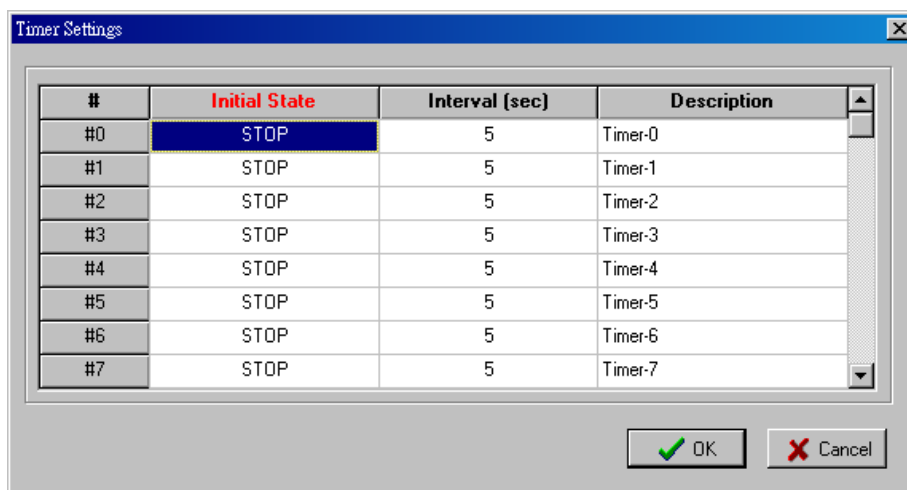 Timer Settings
# Initial State Interval (sec) Description
#0 STOP 5 Timer-0
#1 STOP 5 Timer-1
#2 STOP 5 Timer-2
#3 STOP 5 Timer-3
#4 STOP 5 Timer-4
#5 STOP 5 Timer-5
#6 STOP 5 Timer-6
#7 STOP 5 Timer-7
OK Cancel